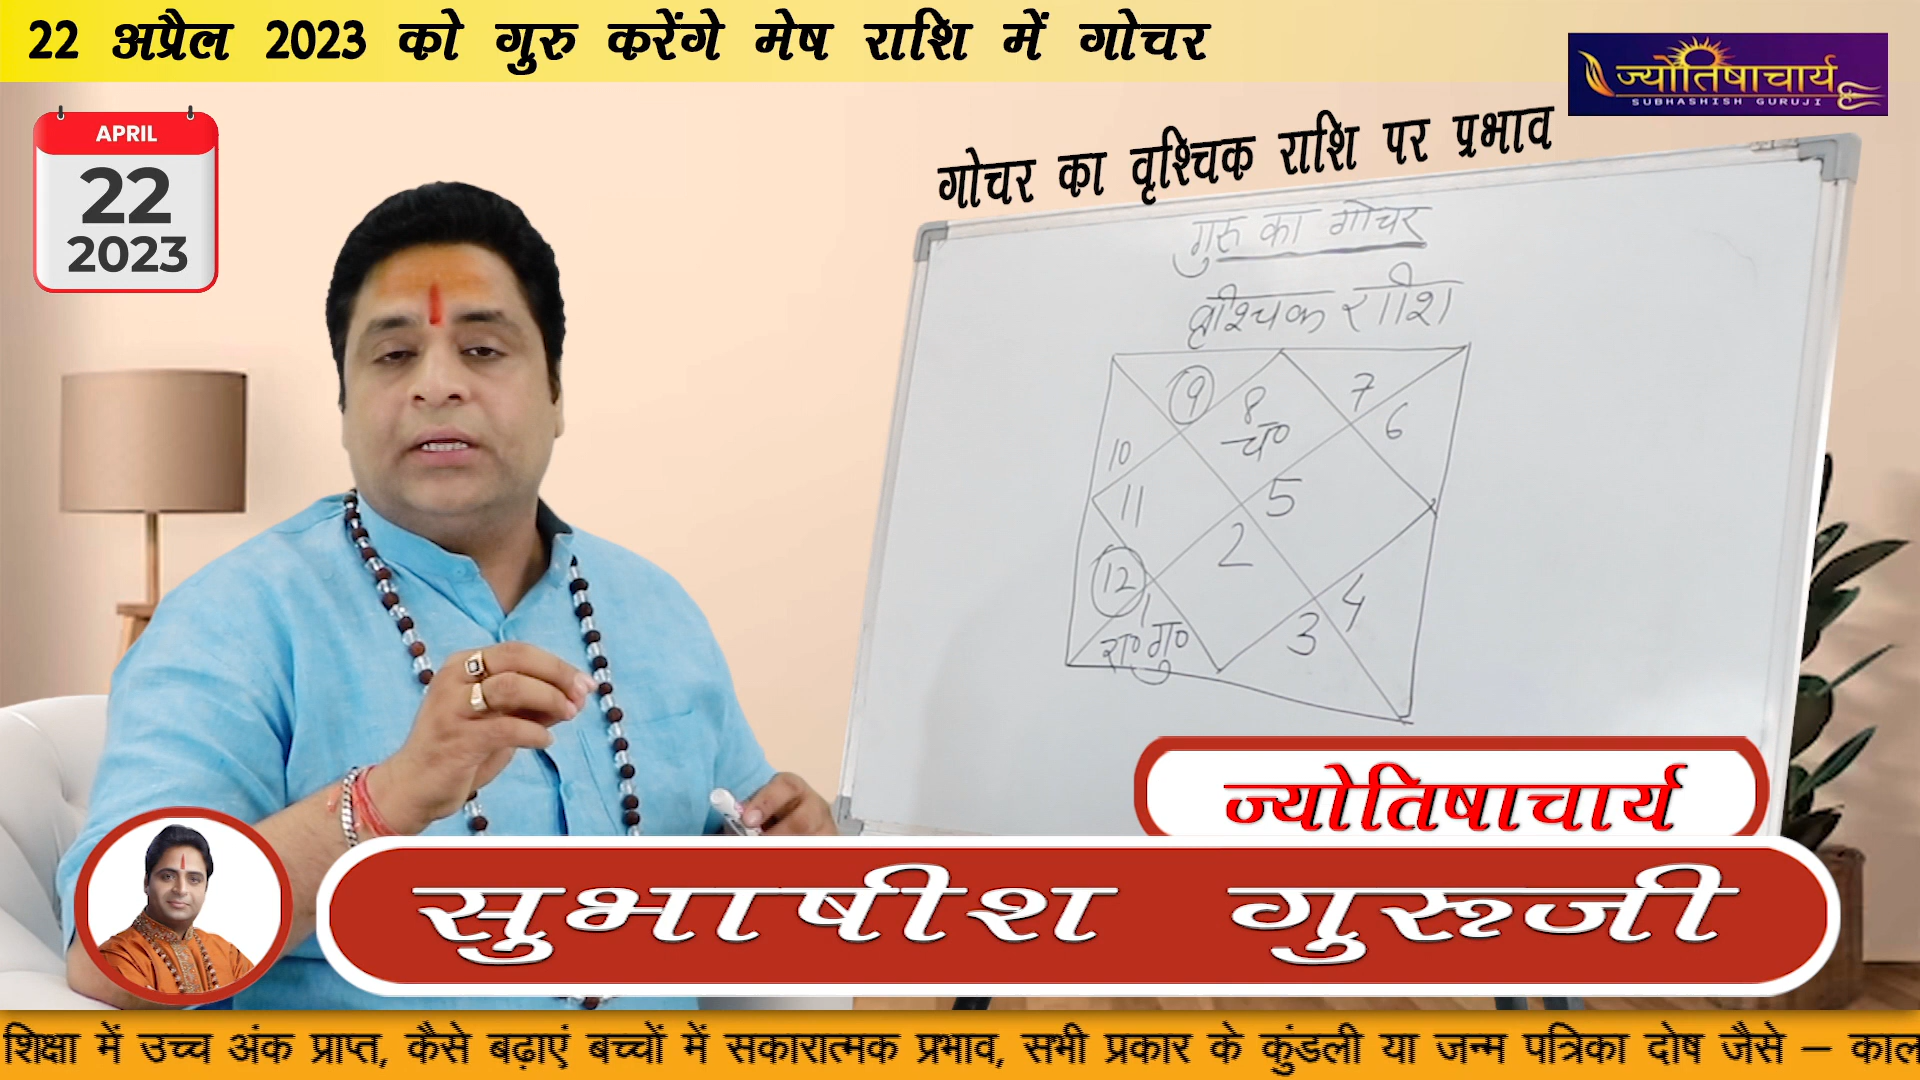 22 अप्रैल 2023 को गुरु करेंगे मेष राशि में गोचर
ज्योतिषाचार्य
SUBHASHISH GURUJI
APRIL
22
2023
गोचर का वृश्चिक राशि पर प्रभाव
गुरु का गोचर
राशि
9 8 7
चं० 6
10
11 5
12 2
1 4
रा० गु० 3
ज्योतिषाचार्य
सुभाषीश गुरूजी
शिक्षा में उच्च अंक प्राप्त, कैसे बढ़ाएं बच्चों में सकारात्मक प्रभाव, सभी प्रकार के कुंडली या जन्म पत्रिका दोष जैसे – काल